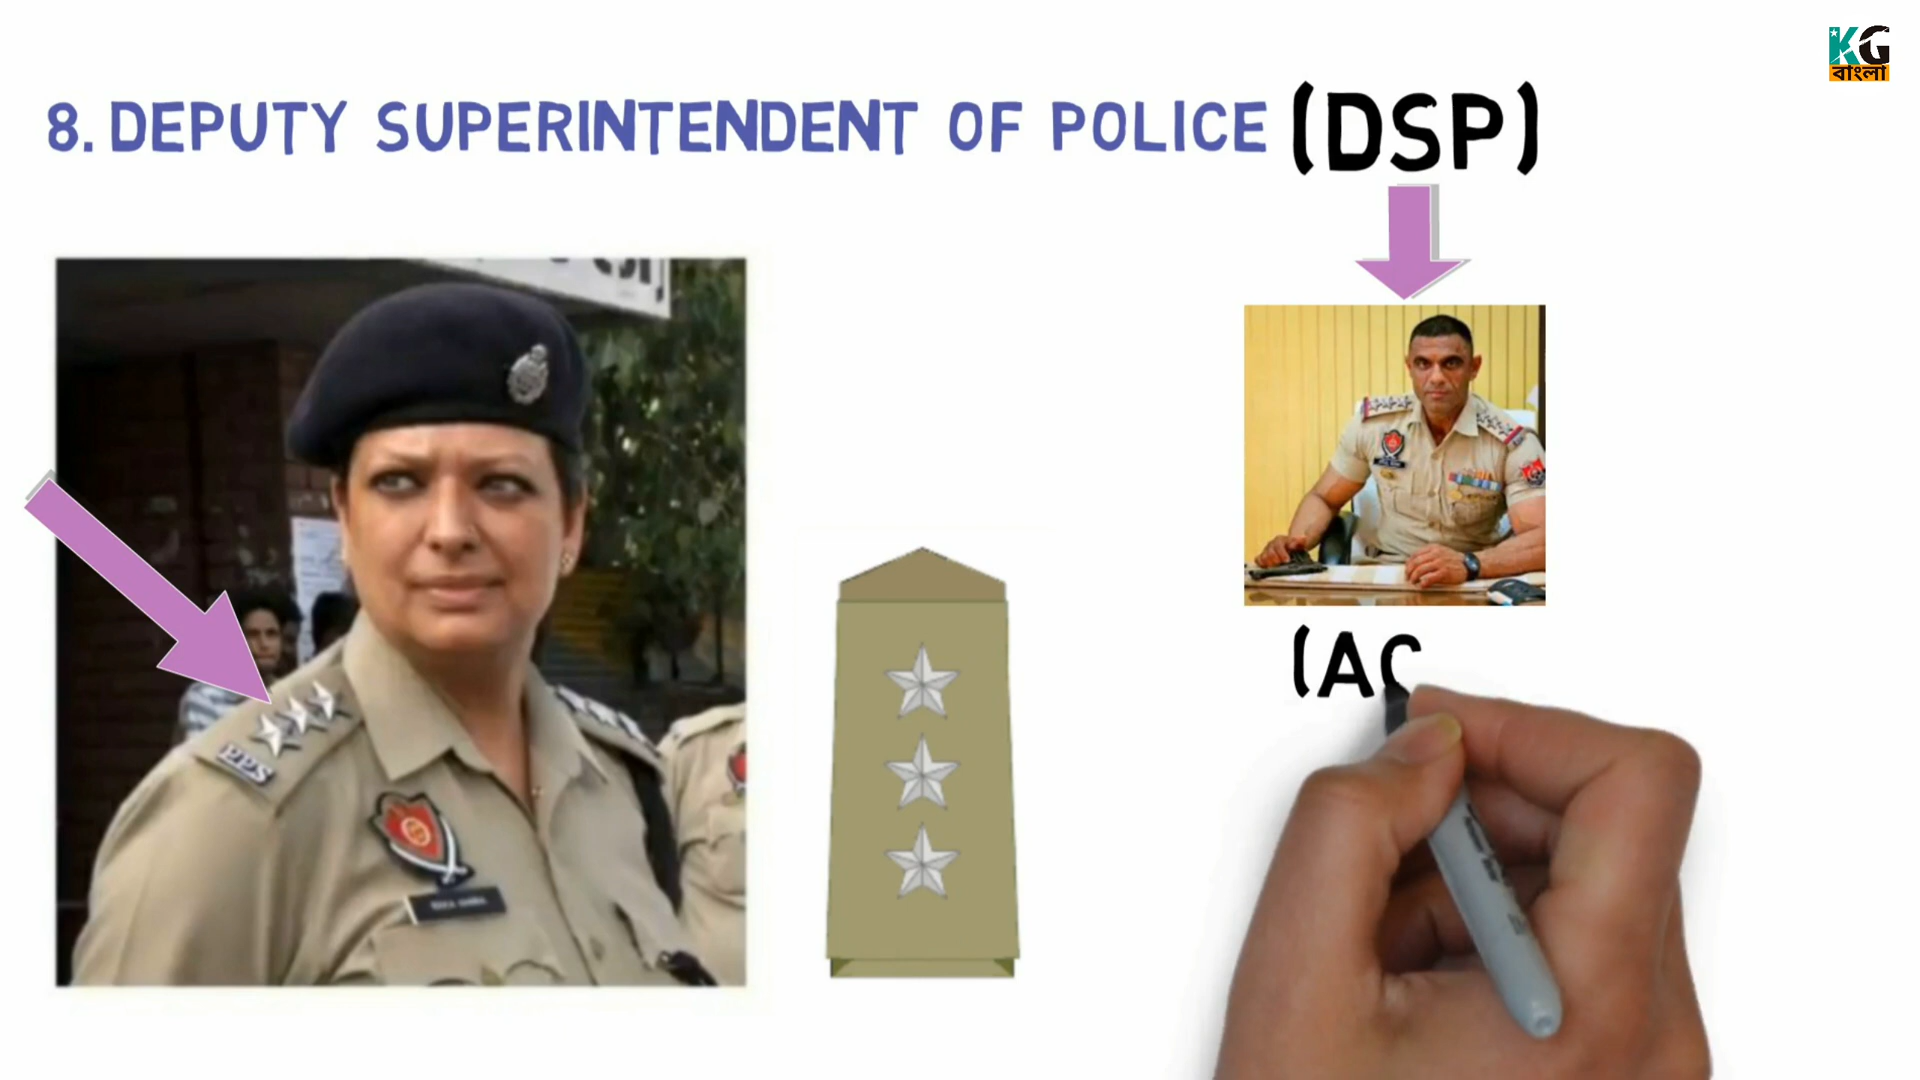 KG
বাংলা
8. DEPUTY SUPERINTENDENT OF POLICE (DSP)
PPS
(AC